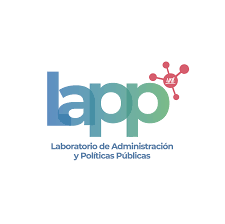 lapp
Laboratorio de Administración
y Políticas Públicas